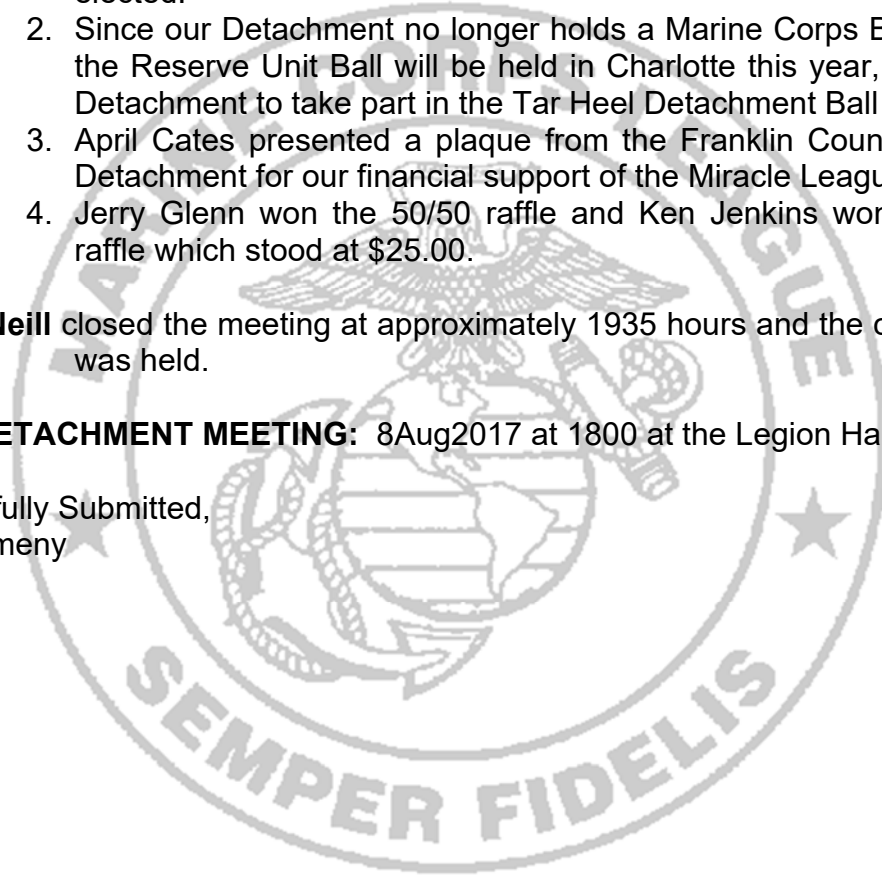 elected.
2. Since our Detachment no longer holds a Marine Corps
the Reserve Unit Ball will be held in Charlotte this year,
Detachment to take part in the Tar Heel Detachment Ball
3. April Cates presented a plaque from the Franklin Coun
Detachment for our financial support of the Miracle Leagu
4. Jerry Glenn won the 50/50 raffle and Ken Jenkins won
raffle which stood at $25.00.
Neill closed the meeting at approximately 1935 hours and the
was held.
ETACHMENT MEETING: 8Aug2017 at 1800 at the Legion Ha
fully Submitted,
meny
MARINE CORPS LEAGUE
SEMPER FIDELIS